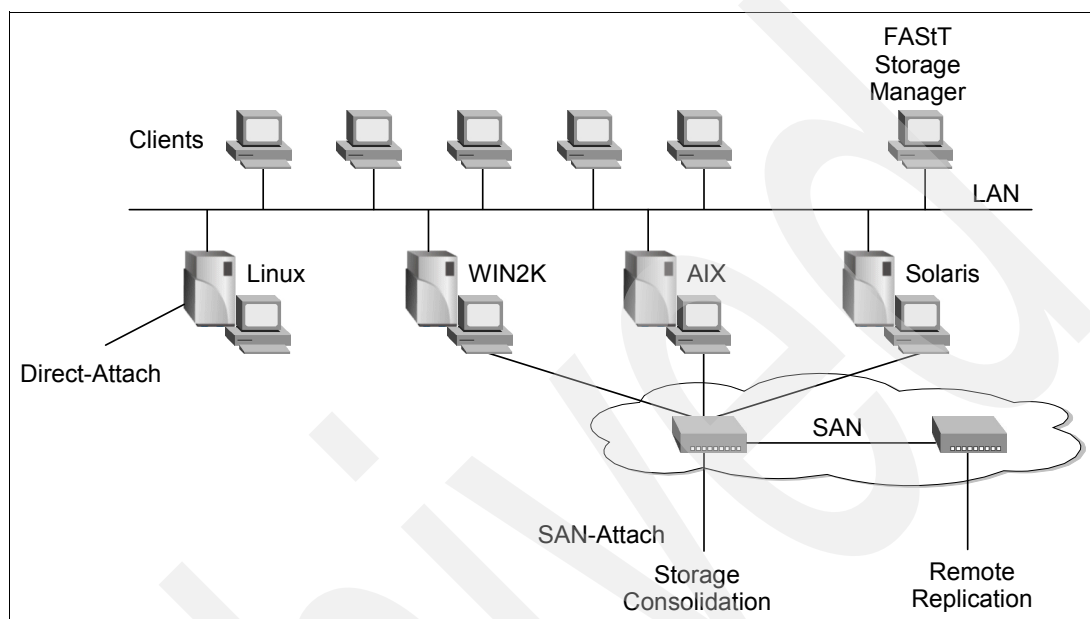 FAStT
Storage
Manager
Clients
LAN
Linux
WIN2K
AIX
Solaris
Direct-Attach
SAN
SAN-Attach
Storage
Consolidation
Remote
Replication